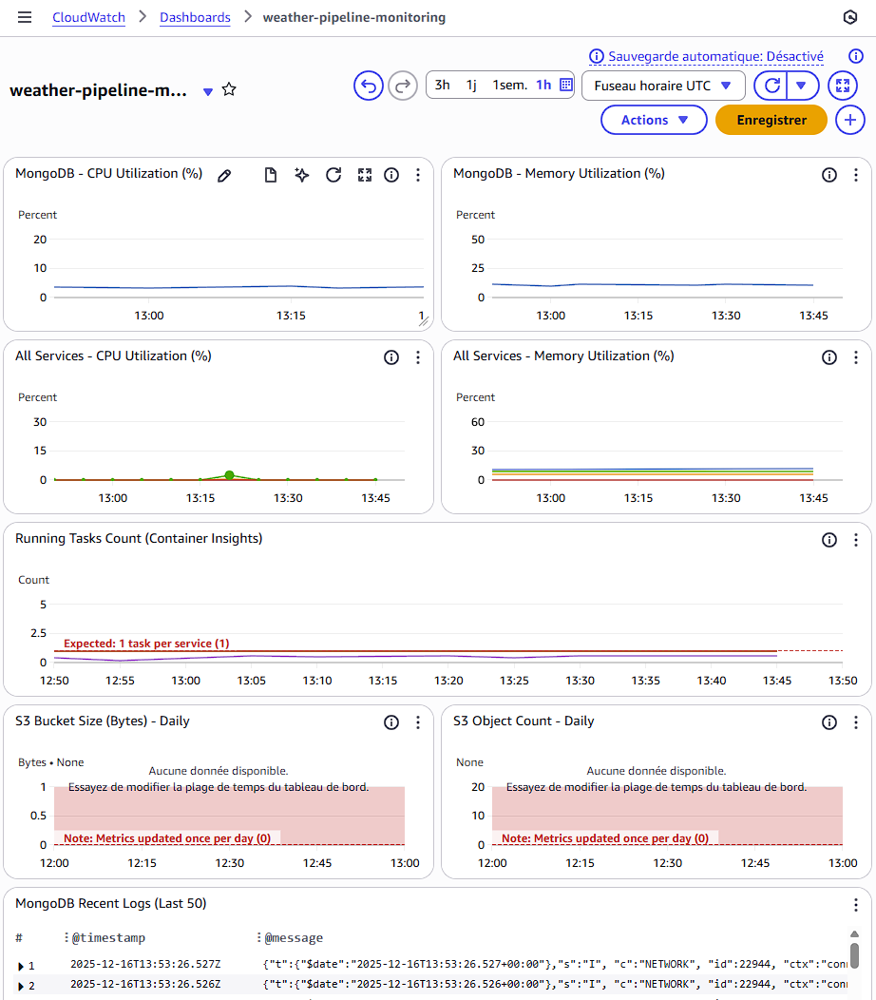 CloudWatch > Dashboards > weather-pipeline-monitoring
Sauvegarde automatique: Désactivé
weather-pipeline-m...
3h 1j 1sem. 1h
Fuseau horaire UTC
Actions
Enregistrer
MongoDB - CPU Utilization (%)
Percent
20
10
0
13:00 13:15 1
MongoDB - Memory Utilization (%)
Percent
50
25
0
13:00 13:15 13:30 13:45
All Services - CPU Utilization (%)
Percent
30
15
0
13:00 13:15 13:30 13:45
All Services - Memory Utilization (%)
Percent
60
30
0
13:00 13:15 13:30 13:45
Running Tasks Count (Container Insights)
Count
5
2.5
Expected: 1 task per service (1)
0
12:50 12:55 13:00 13:05 13:10 13:15 13:20 13:25 13:30 13:35 13:40 13:45 13:50
S3 Bucket Size (Bytes) - Daily
Bytes • None
Aucune donnée disponible.
1
Essayez de modifier la plage de temps du tableau de bord.
0.5
Note: Metrics updated once per day (0)
0
12:00 12:15 12:30 12:45 13:00
S3 Object Count - Daily
None
Aucune donnée disponible.
20
Essayez de modifier la plage de temps du tableau de bord.
10
Note: Metrics updated once per day (0)
0
12:00 12:15 12:30 12:45 13:00
MongoDB Recent Logs (Last 50)
# @timestamp @message
1 2025-12-16T13:53:26.527Z {"t":{"$date":"2025-12-16T13:53:26.527+00:00"},"s":"I", "c":"NETWORK", "id":22944, "ctx":"conn
2 2025-12-16T13:53:26.526Z {"t":{"$date":"2025-12-16T13:53:26.526+00:00"},"s":"I", "c":"NETWORK", "id":22944, "ctx":"conn